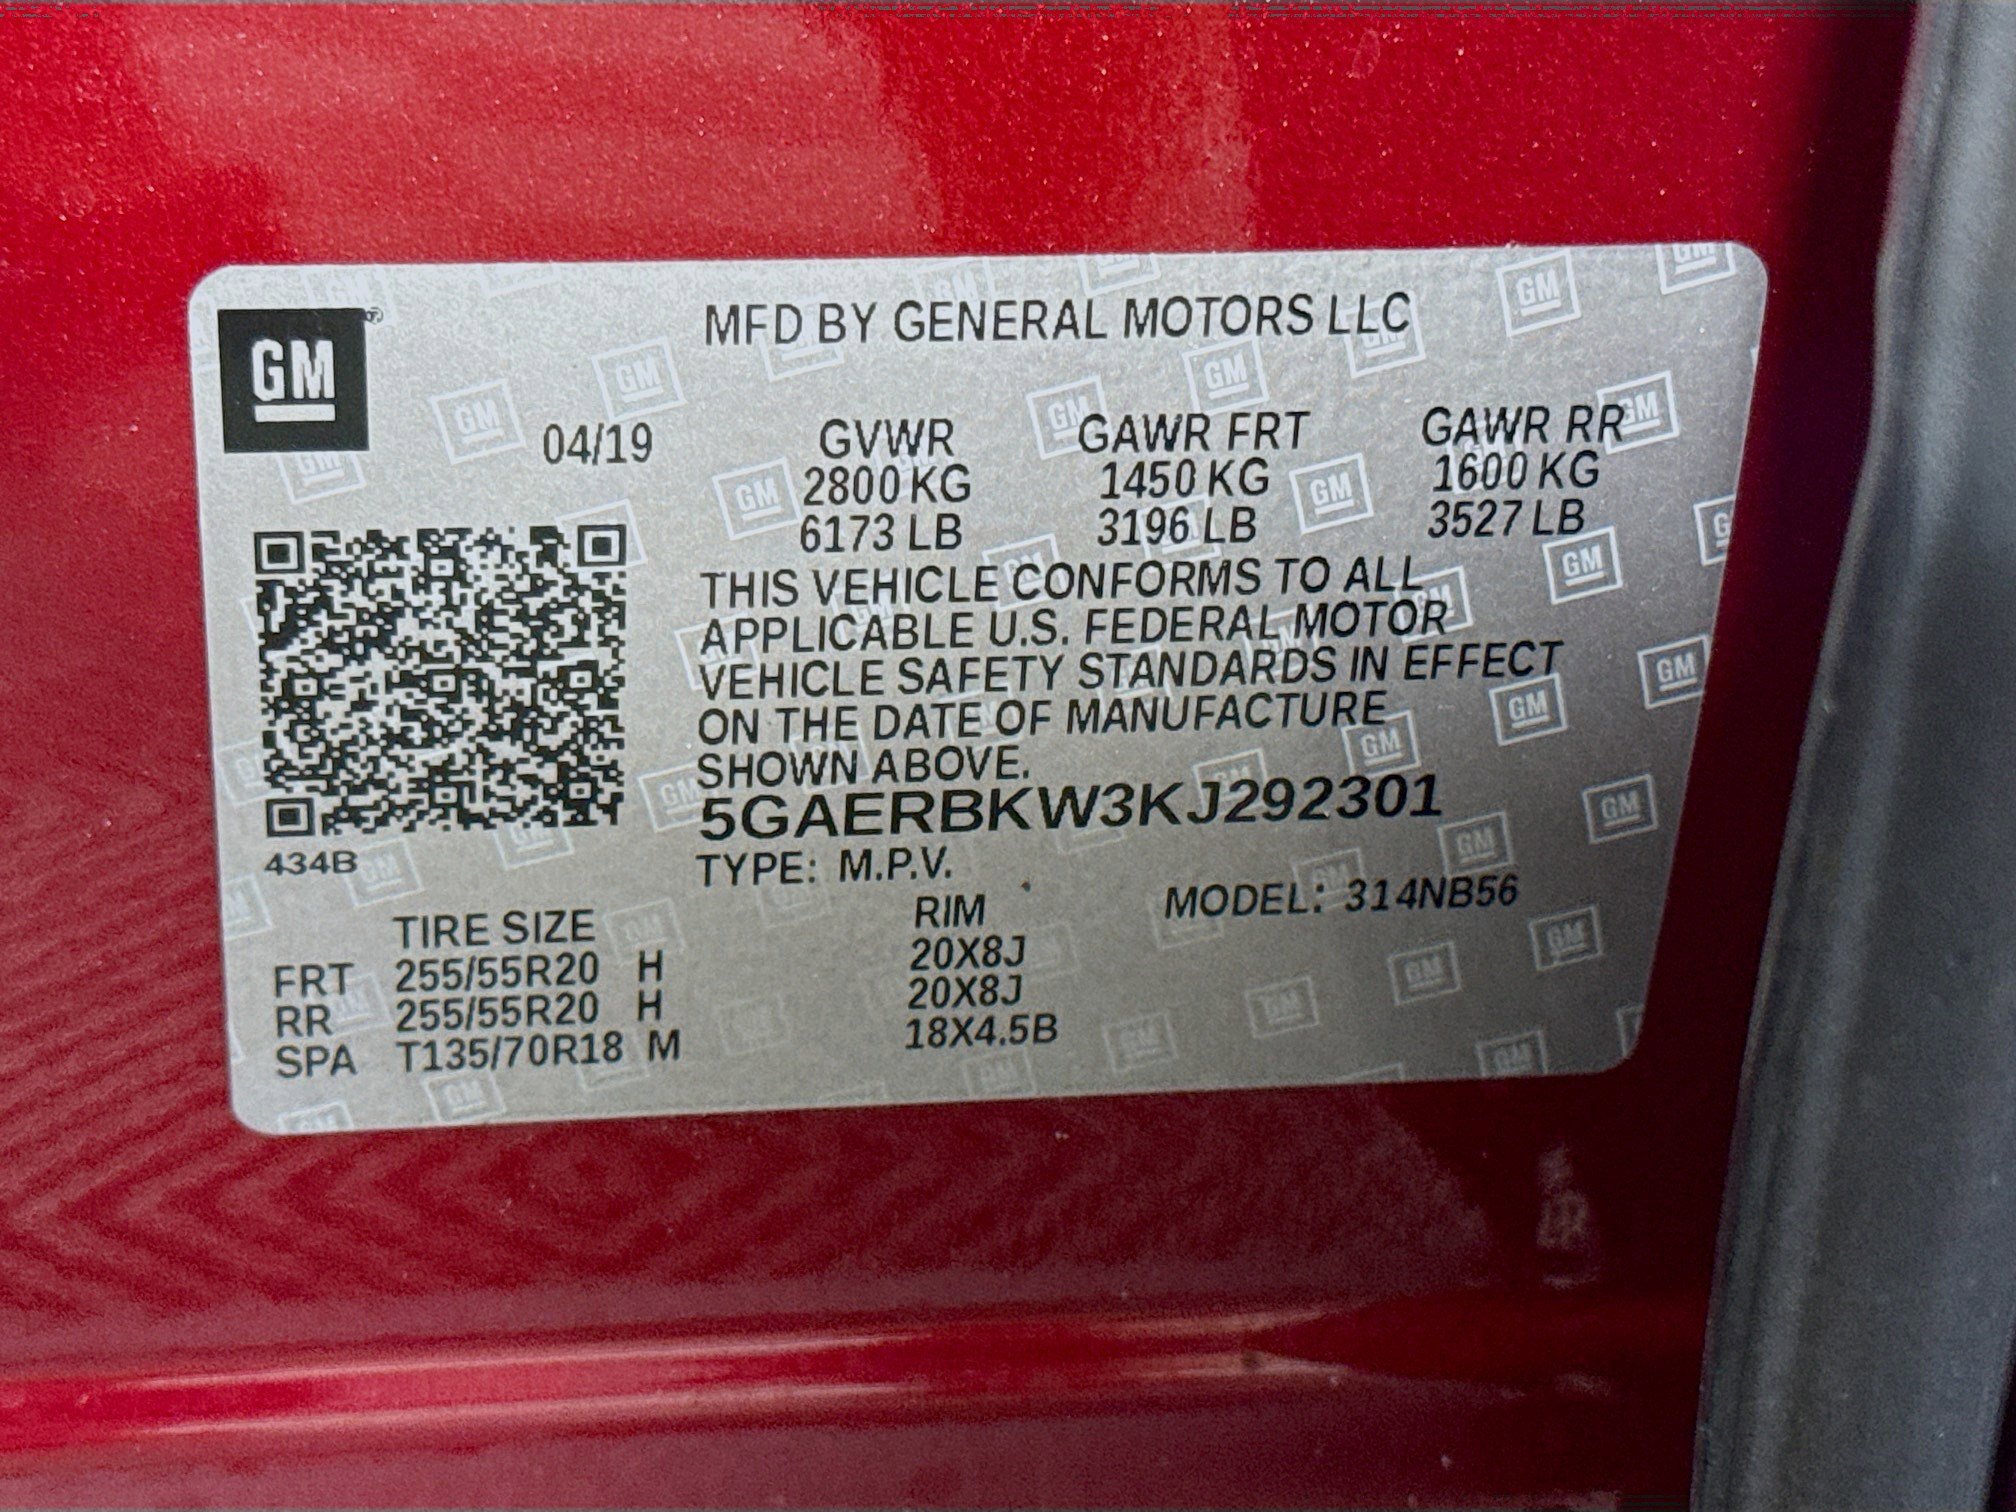 GM
MFD BY GENERAL MOTORS LLC
04/19 GVWR GAWR FRT GAWR RR
2800 KG 1450 KG 1600 KG
6173 LB 3196 LB 3527 LB
THIS VEHICLE CONFORMS TO ALL
APPLICABLE U.S. FEDERAL MOTOR
VEHICLE SAFETY STANDARDS IN EFFECT
ON THE DATE OF MANUFACTURE
SHOWN ABOVE.
5GAERBKW3KJ292301
434B
TYPE: M.P.V.
MODEL: 314NB56
TIRE SIZE RIM
FRT 255/55R20 H 20X8J
RR 255/55R20 H 20X8J
SPA T135/70R18 M 18X4.5B